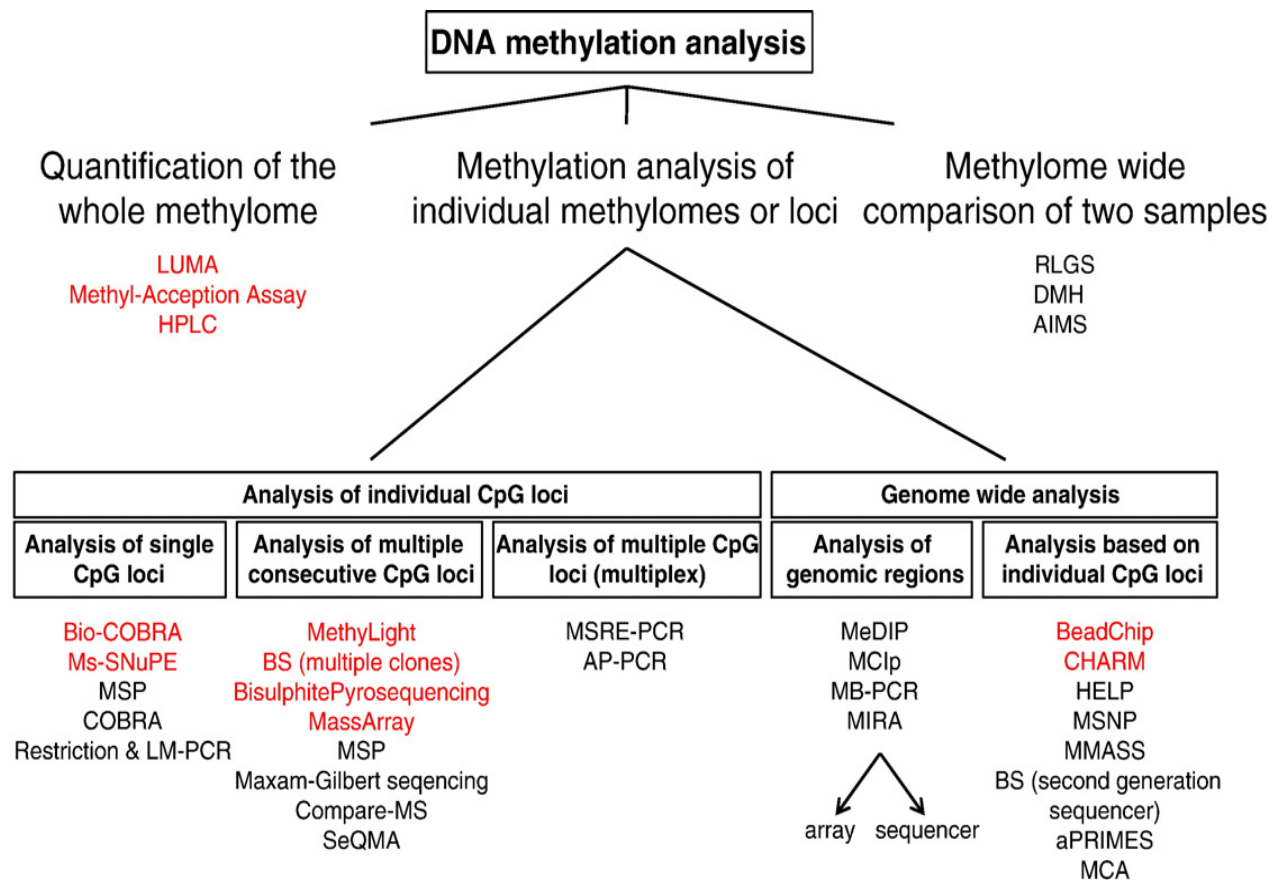 DNA methylation analysis
Quantification of the
whole methylome
LUMA
Methyl-Acception Assay
HPLC
Methylation analysis of
individual methylomes or loci
Methylome wide
comparison of two samples
RLGS
DMH
AIMS
Analysis of individual CpG loci
Analysis of single
CpG loci
Bio-COBRA
Ms-SNuPE
MSP
COBRA
Restriction & LM-PCR
Analysis of multiple
consecutive CpG loci
MethyLight
BS (multiple clones)
BisulphitePyrosequencing
MassArray
MSP
Maxam-Gilbert seqencing
Compare-MS
SeQMA
Analysis of multiple CpG
loci (multiplex)
MSRE-PCR
AP-PCR
Genome wide analysis
Analysis of
genomic regions
MeDIP
MCIp
MB-PCR
MIRA
array
sequencer
Analysis based on
individual CpG loci
BeadChip
CHARM
HELP
MSNP
MMASS
BS (second generation
sequencer)
aPRIMES
MCA